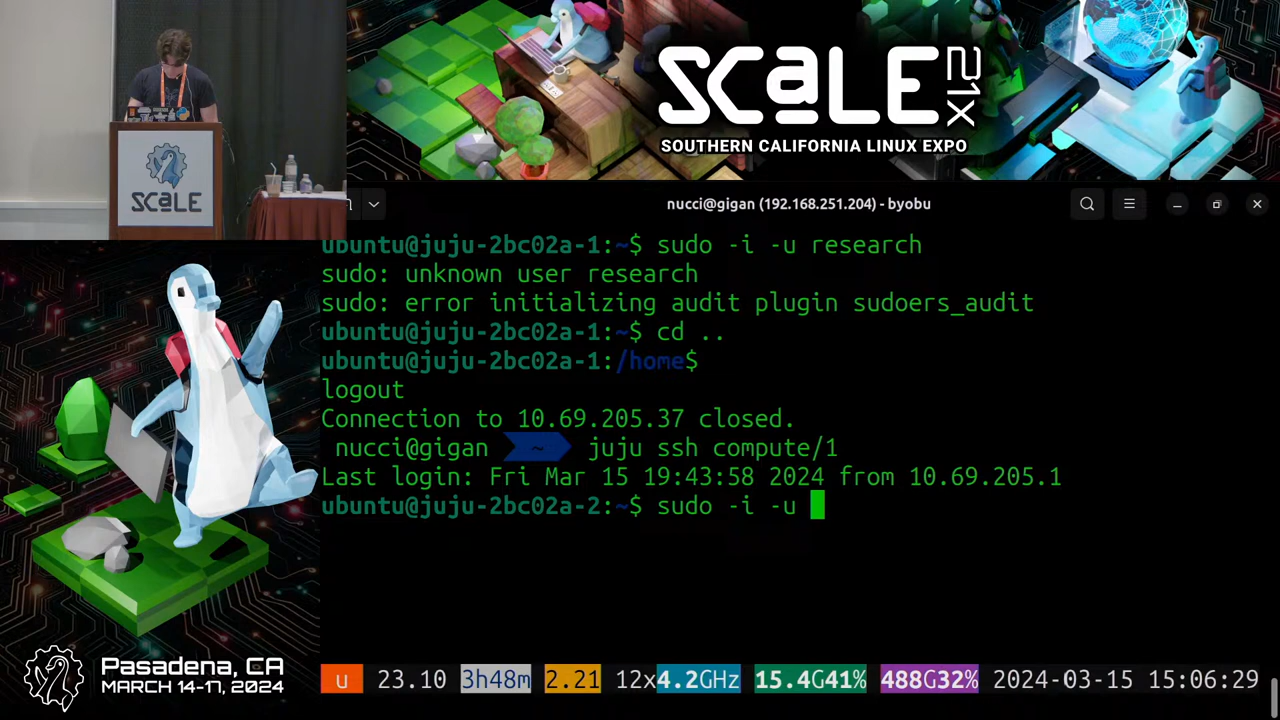 SCaLE 21x
SOUTHERN CALIFORNIA LINUX EXPO
SCaLE
nucci@gigan (192.168.251.204) - byobu
ubuntu@juju-2bc02a-1:~$ sudo -i -u research
sudo: unknown user research
sudo: error initializing audit plugin sudoers_audit
ubuntu@juju-2bc02a-1:~$ cd ..
ubuntu@juju-2bc02a-1:/home$
logout
Connection to 10.69.205.37 closed.
nucci@gigan ~ juju ssh compute/1
Last login: Fri Mar 15 19:43:58 2024 from 10.69.205.1
ubuntu@juju-2bc02a-2:~$ sudo -i -u
u 23.10 3h48m 2.21 12x4.2GHz 15.4G41% 488G32% 2024-03-15 15:06:29
Pasadena, CA
MARCH 14-17, 2024